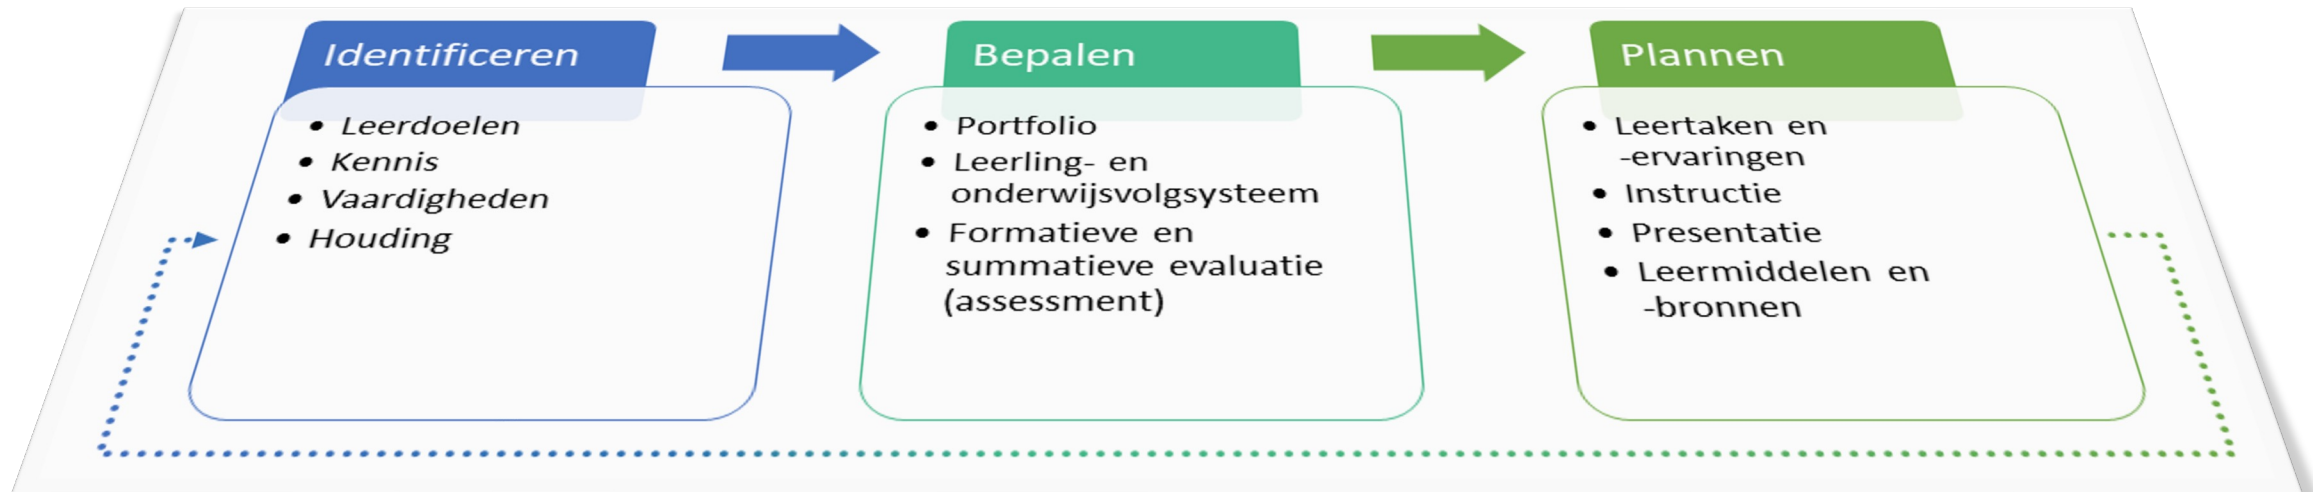 Identificeren
• Leerdoelen
• Kennis
• Vaardigheden
• Houding
Bepalen
• Portfolio
• Leerling- en
onderwijsvolgsysteem
• Formatieve en
summatieve evaluatie
(assessment)
Plannen
• Leertaken en
-ervaringen
• Instructie
• Presentatie
• Leermiddelen en
-bronnen